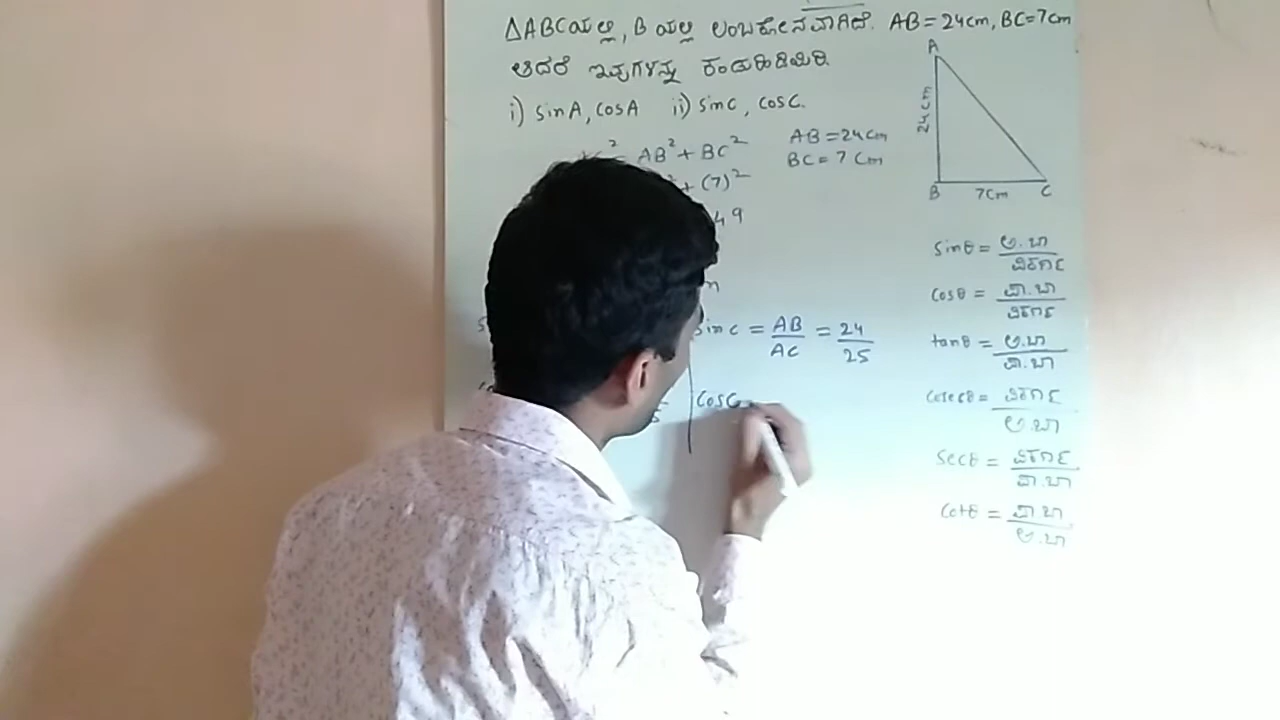 ΔABCಯಲ್ಲಿ, B ಯಲ್ಲಿ ಲಂಬಕೋನವಾಗಿದೆ. AB = 24cm, BC=7cm
ಆದರೆ ಇವುಗಳನ್ನು ಕಂಡುಹಿಡಿಯಿರಿ.
i) sinA, cosA ii) sinc, cosc.
² = AB² + BC²
+ (7)²
49
AB = 24cm
BC = 7 cm
A
24cm
B 7cm C
sinc = AB/AC = 24/25
cosc =
sinθ = ಅ.ಬಾ/ವಿಕರ್ಣ
cosθ = ಪಾ.ಬಾ/ವಿಕರ್ಣ
tanθ = ಅ.ಬಾ/ಪಾ.ಬಾ
cosecθ = ವಿಕರ್ಣ/ಅ.ಬಾ
secθ = ವಿಕರ್ಣ/ಪಾ.ಬಾ
cotθ = ಪಾ.ಬಾ/ಅ.ಬಾ